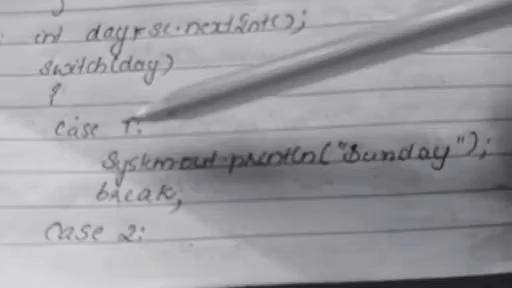 int day = sc.nextInt();
switch(day)
{
case 1:
System.out.println("Sunday");
break;
case 2: